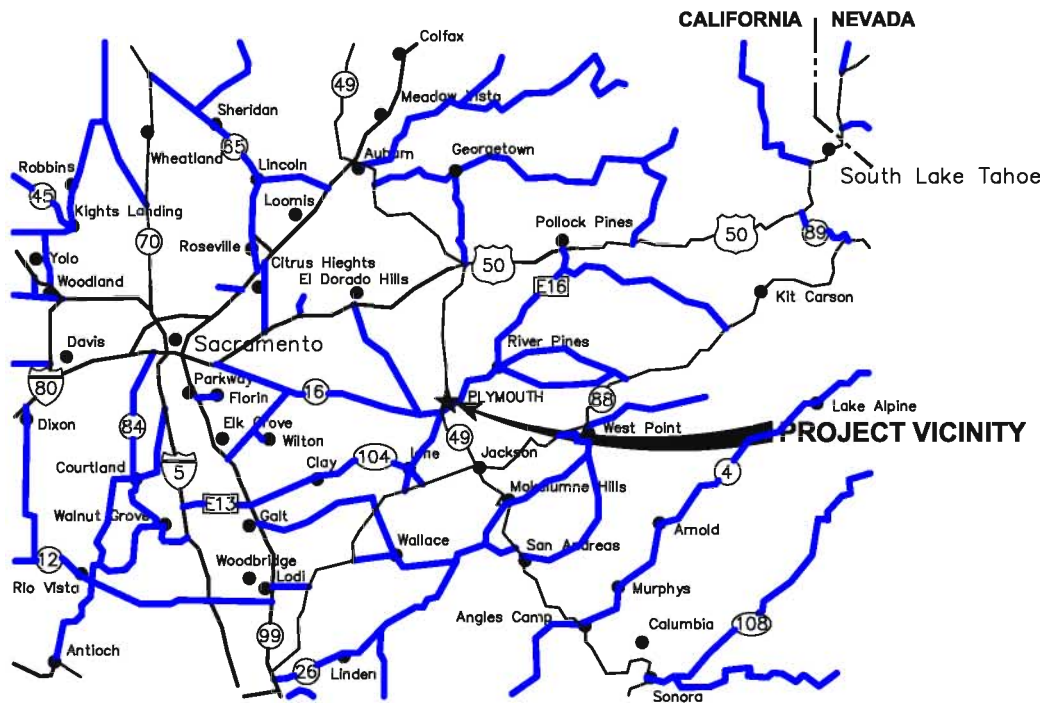 CALIFORNIA NEVADA
Colfax
49
Meadow Vista
Sheridan
65
Wheatland
Auburn
Georgetown
Robbins
Lincoln
45
Loomis
South Lake Tahoe
Kights Landing
70
Roseville
Pollock Pines
50
89
Yolo
Citrus Hieghts
50
Woodland
El Dorado Hills
E16
Kit Carson
Davis
Sacramento
River Pines
80
Parkway
16
PLYMOUTH
88
Florin
Lake Alpine
Dixon
84
Elk Grove
Wilton
49
West Point
PROJECT VICINITY
104
Ione
Jackson
Courtland
5
Clay
4
E13
Mokelumne Hills
Walnut Grove
Galt
Arnold
12
Woodbridge
Wallace
San Andreas
Rio Vista
Lodi
Murphys
99
Angles Camp
108
Columbia
Antioch
26
Linden
Sonora